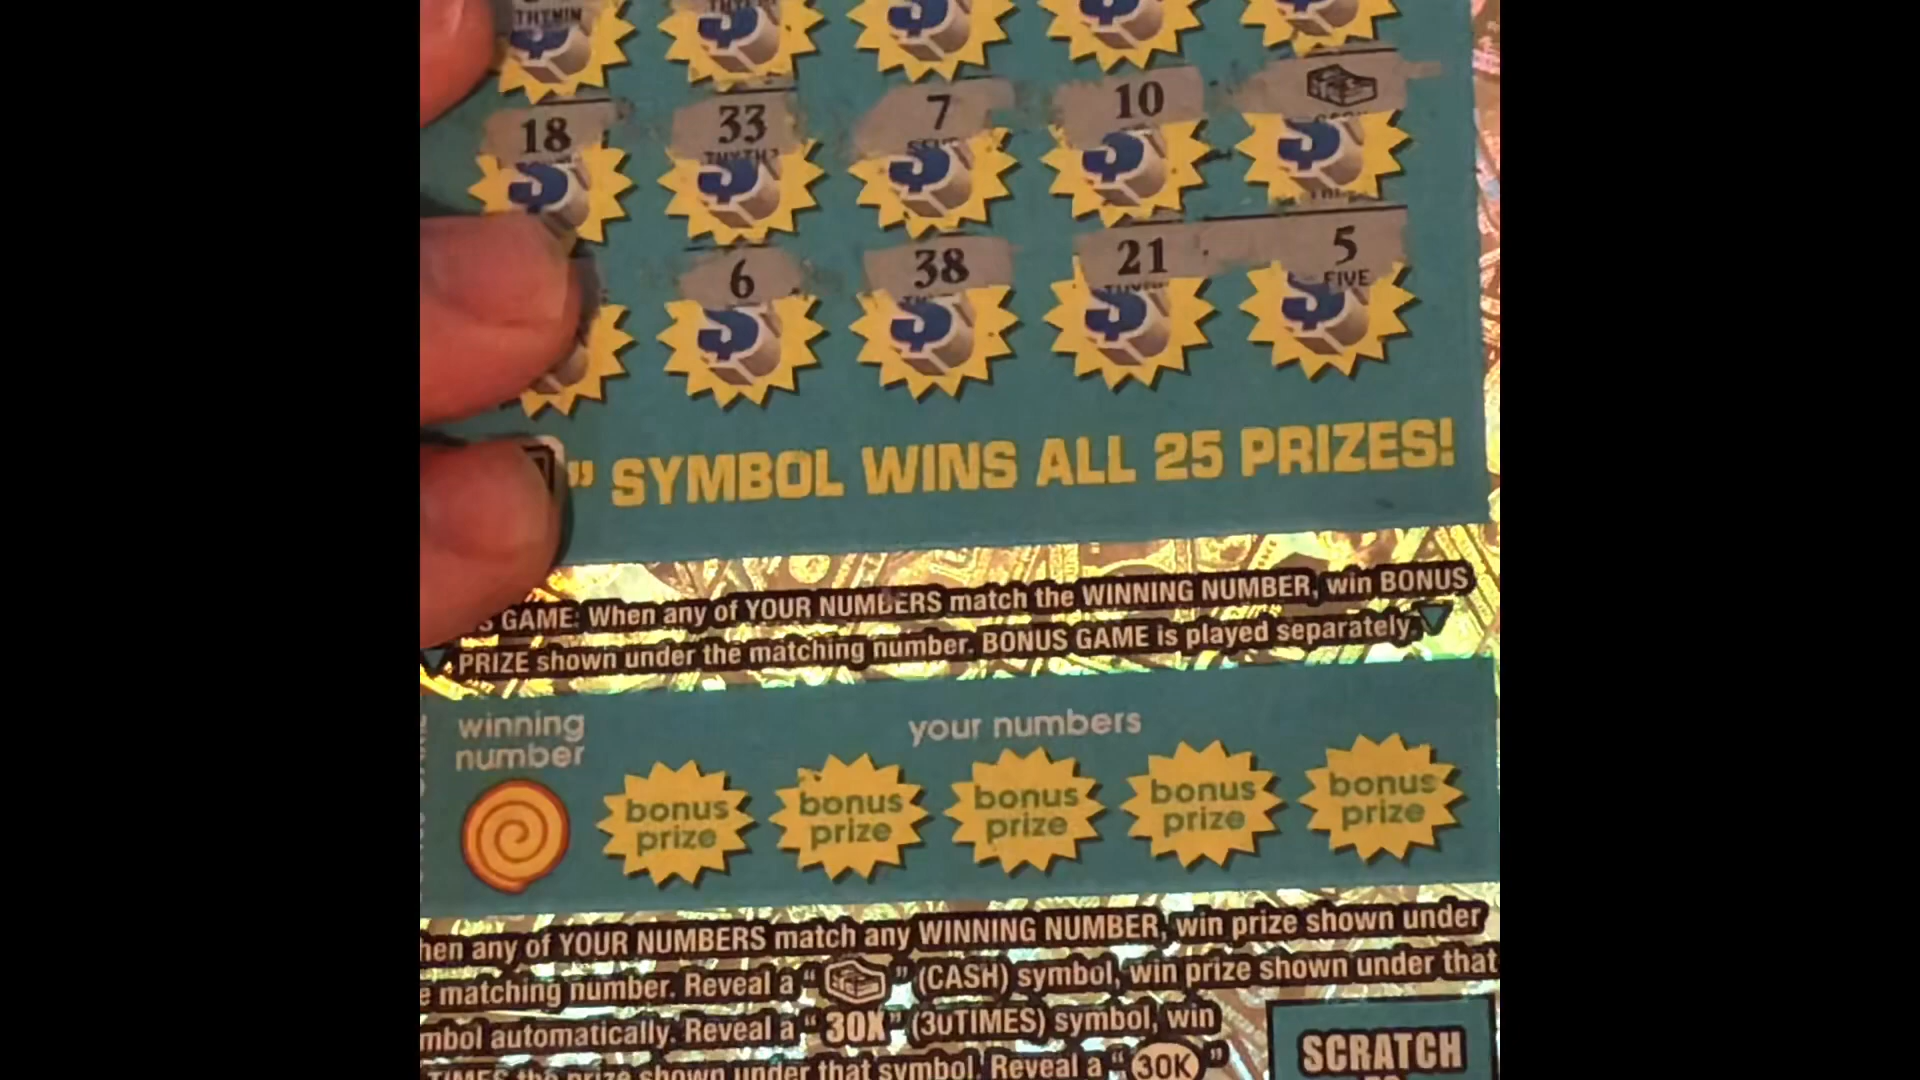 18 33 7 10
6 38 21 5
FIVE
" SYMBOL WINS ALL 25 PRIZES!
GAME: When any of YOUR NUMBERS match the WINNING NUMBER, win BONUS
PRIZE shown under the matching number. BONUS GAME is played separately.
winning
number
your numbers
bonus
prize
bonus
prize
bonus
prize
bonus
prize
bonus
prize
any of YOUR NUMBERS match any WINNING NUMBER, win prize shown under
matching number. Reveal a " " (CASH) symbol, win prize shown under that
automatically. Reveal a "30X" (30TIMES) symbol, win
the prize shown under that symbol. Reveal a "30K"
SCRATCH